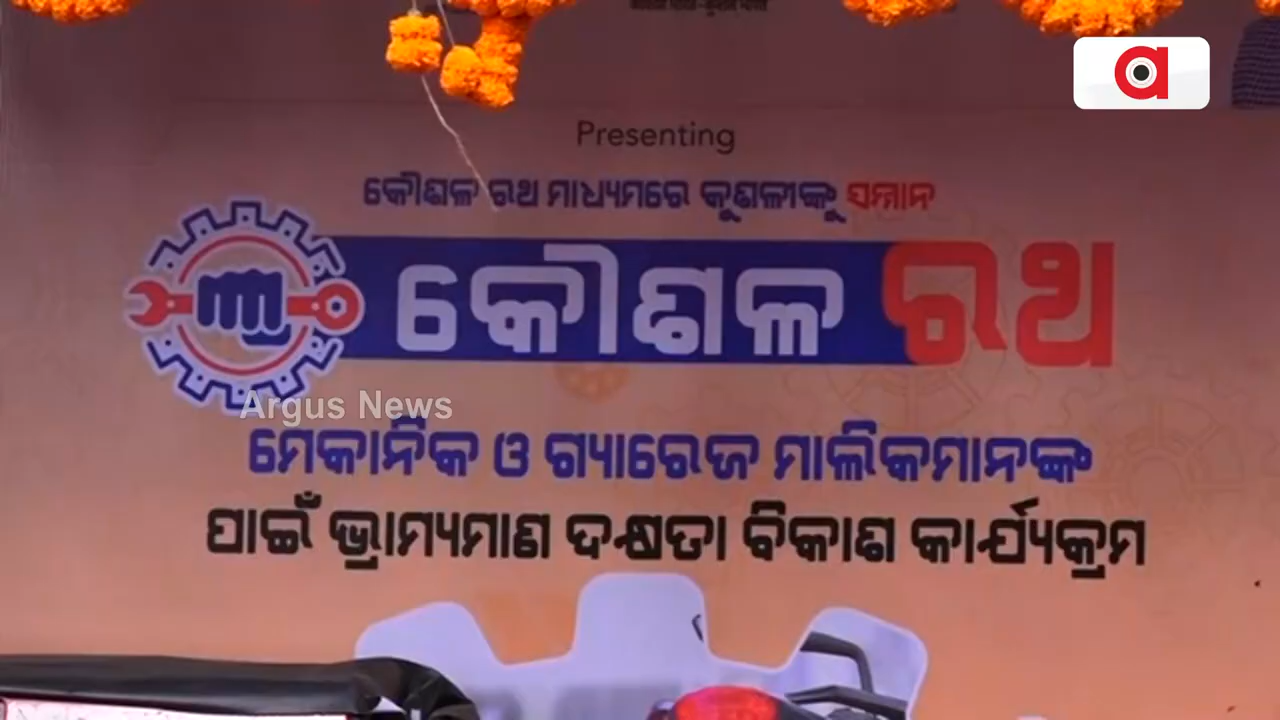 Presenting
କୌଶଳ ରଥ ମାଧ୍ୟମରେ କୁଶଳୀଙ୍କୁ ସମ୍ମାନ
କୌଶଳ ରଥ
Argus News
ମେକାନିକ ଓ ଗ୍ୟାରେଜ ମାଲିକମାନଙ୍କ
ପାଇଁ ଭ୍ରାମ୍ୟମାଣ ଦକ୍ଷତା ବିକାଶ କାର୍ଯ୍ୟକ୍ରମ